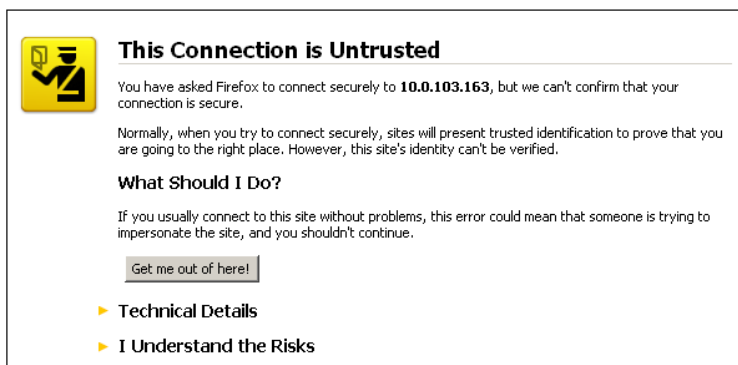 This Connection is Untrusted
You have asked Firefox to connect securely to 10.0.103.163, but we can't confirm that your
connection is secure.
Normally, when you try to connect securely, sites will present trusted identification to prove that you
are going to the right place. However, this site's identity can't be verified.
What Should I Do?
If you usually connect to this site without problems, this error could mean that someone is trying to
impersonate the site, and you shouldn't continue.
Get me out of here!
Technical Details
I Understand the Risks